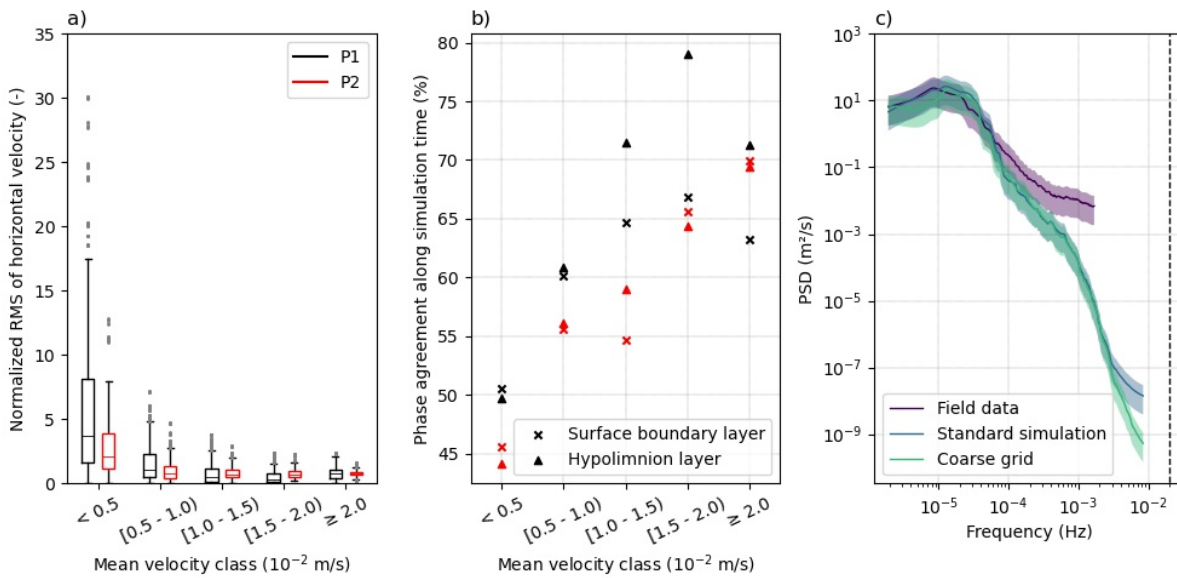 a)
Normalized RMS of horizontal velocity (-)
35
30
25
20
15
10
5
0
P1
P2
< 0.5
[0.5 - 1.0)
[1.0 - 1.5)
[1.5 - 2.0)
≥ 2.0
Mean velocity class (10⁻² m/s)
b)
Phase agreement along simulation time (%)
80
75
70
65
60
55
50
45
Surface boundary layer
Hypolimnion layer
< 0.5
[0.5 - 1.0)
[1.0 - 1.5)
[1.5 - 2.0)
≥ 2.0
Mean velocity class (10⁻² m/s)
c)
PSD (m²/s)
10³
10¹
10⁻¹
10⁻³
10⁻⁵
10⁻⁷
10⁻⁹
Field data
Standard simulation
Coarse grid
10⁻⁵
10⁻⁴
10⁻³
10⁻²
Frequency (Hz)